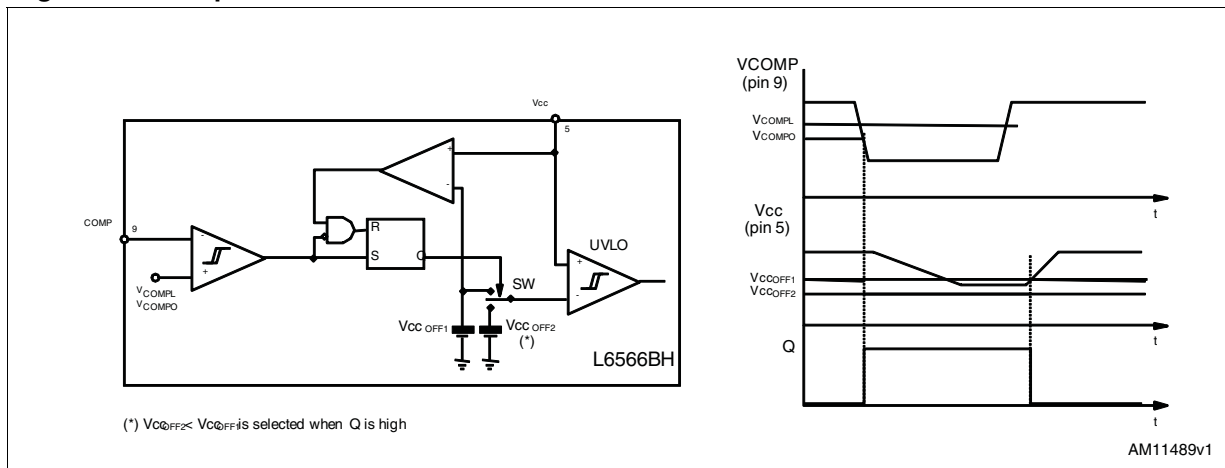 Vcc
5
COMP
9
+
-
R
S
Q
-
+
VCOMPL
VCOMPO
UVLO
+
-
SW
Vcc OFF1
Vcc OFF2
(*)
L6566BH
(*) VccOFF2< VccOFF1 is selected when Q is high
VCOMP
(pin 9)
VCOMPL
VCOMPO
t
Vcc
(pin 5)
VccOFF1
VccOFF2
t
Q
t
AM11489v1